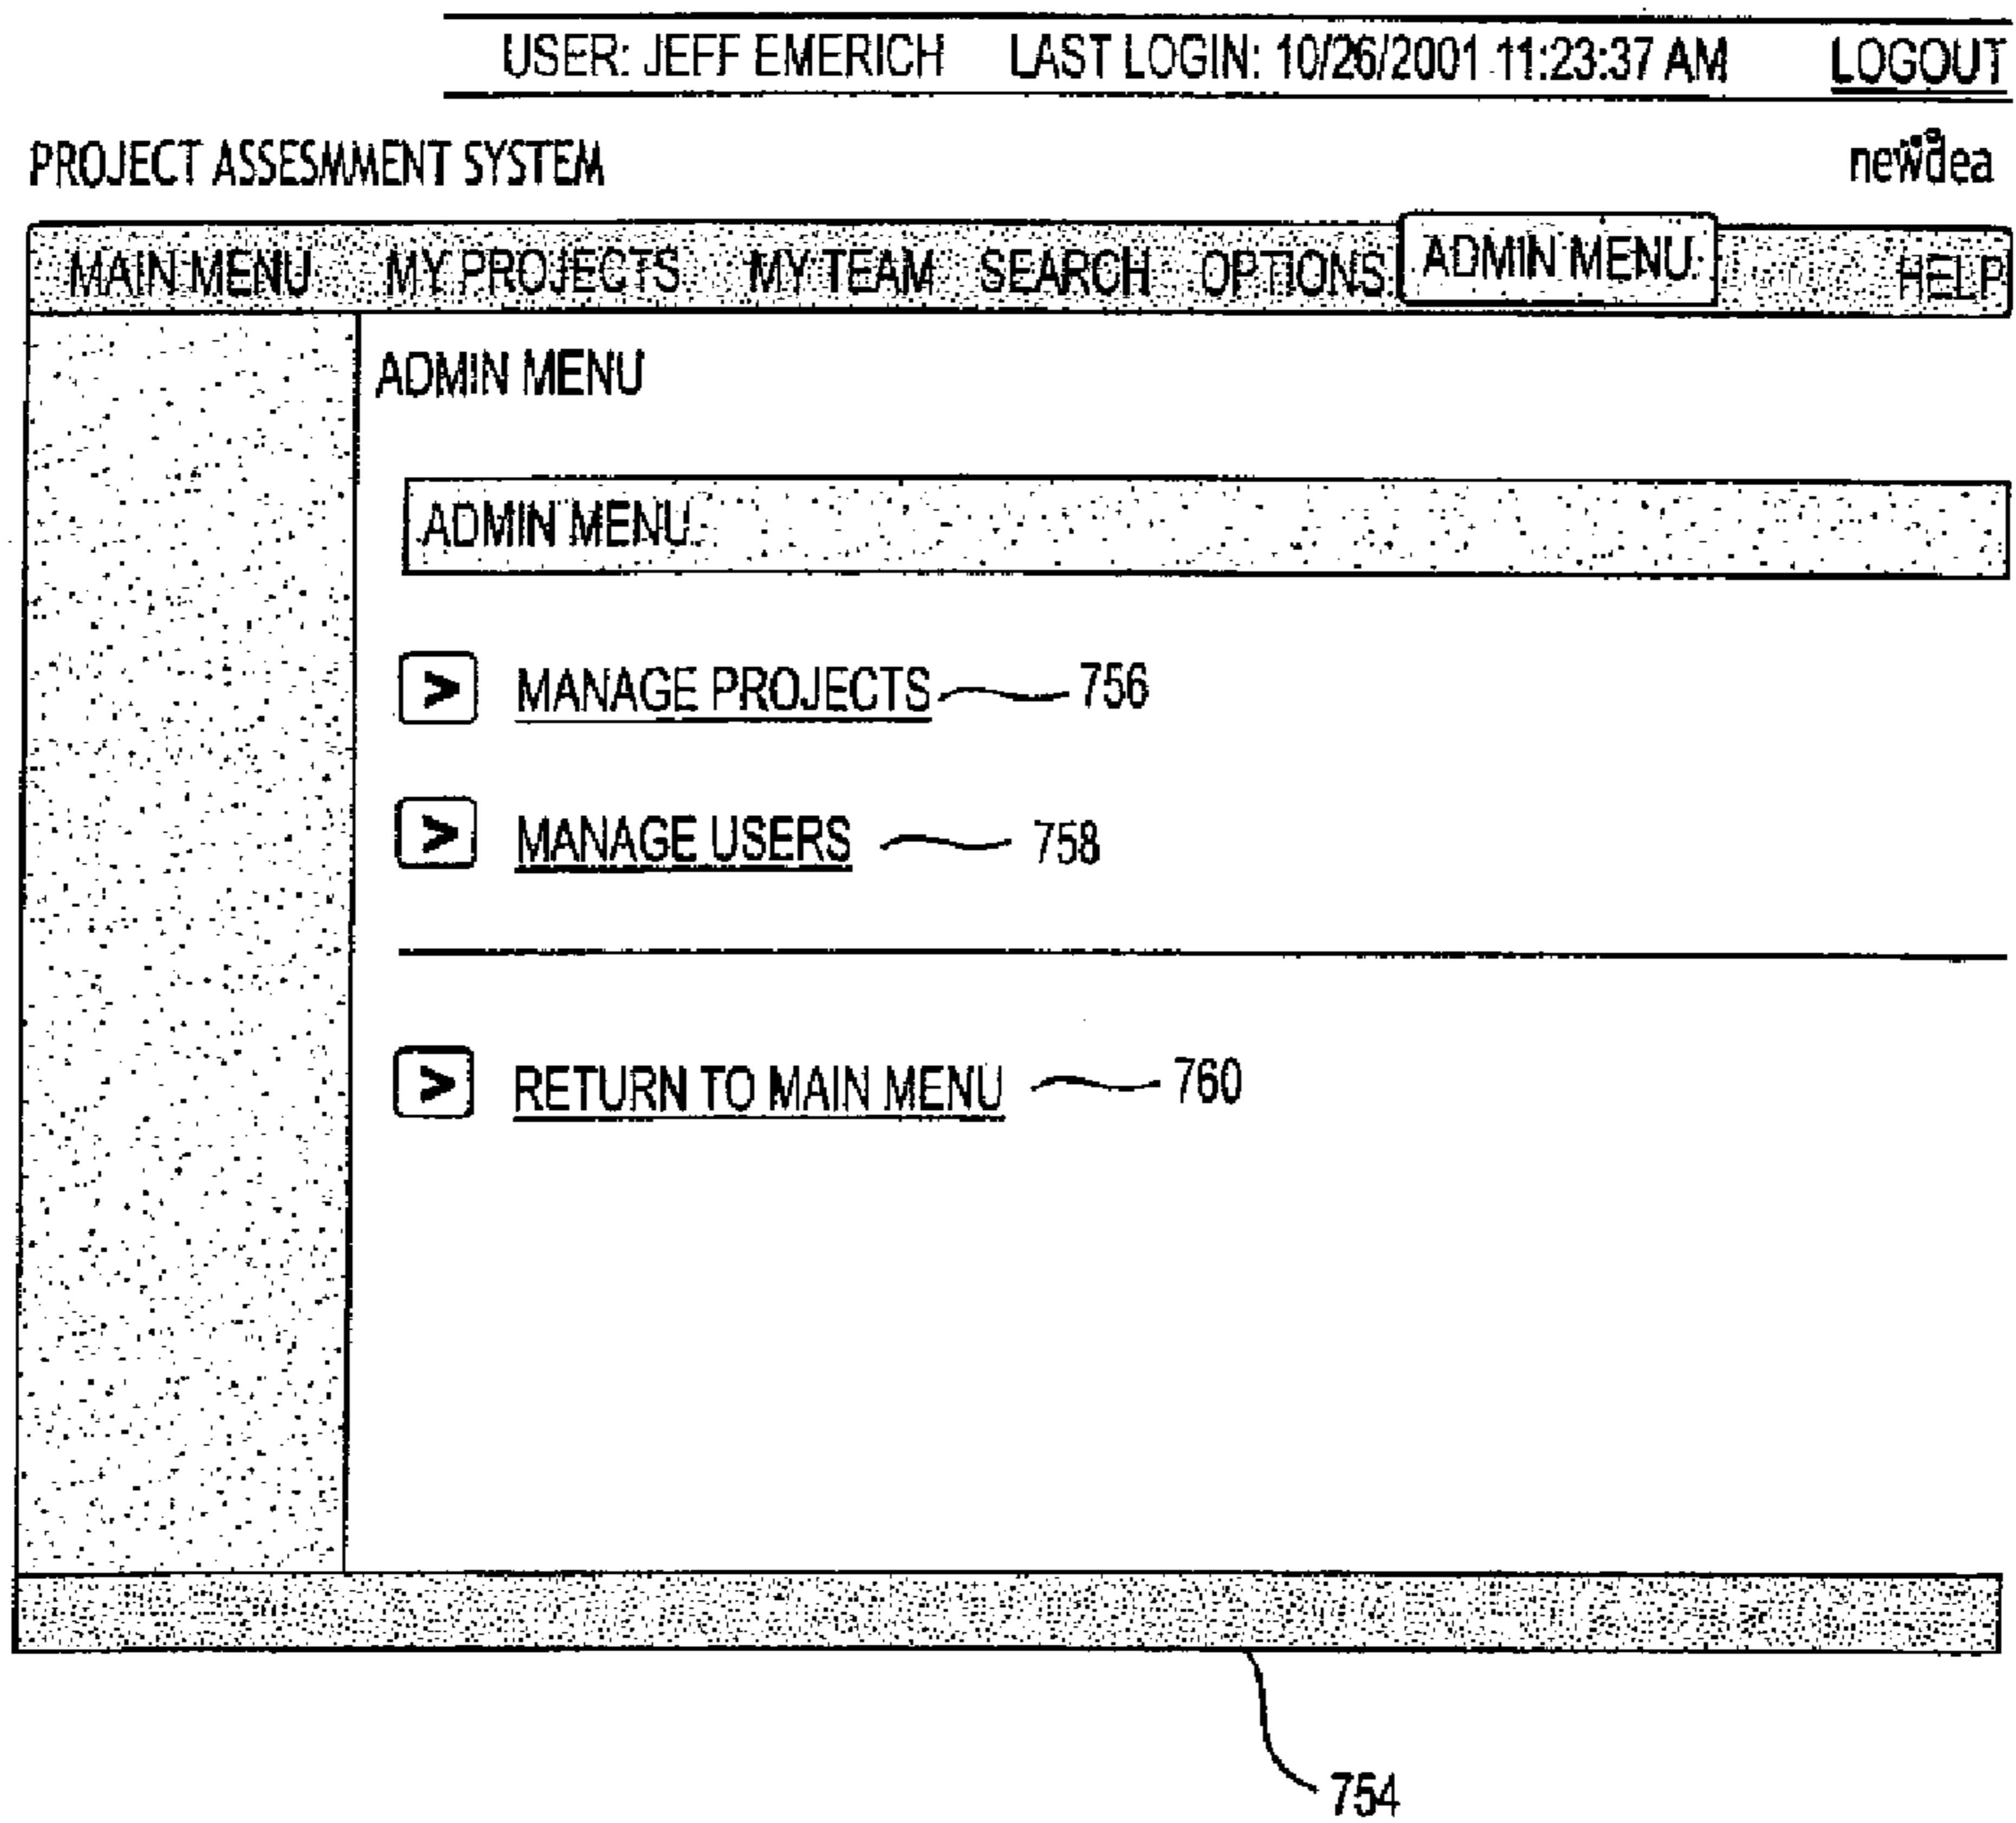 USER: JEFF EMERICH LAST LOGIN: 10/26/2001 11:23:37 AM LOGOUT
PROJECT ASSESMMENT SYSTEM newdea
MAIN MENU MY PROJECTS MY TEAM SEARCH OPTIONS ADMIN MENU HELP
ADMIN MENU
ADMIN MENU
> MANAGE PROJECTS 756
> MANAGE USERS 758
> RETURN TO MAIN MENU 760
754